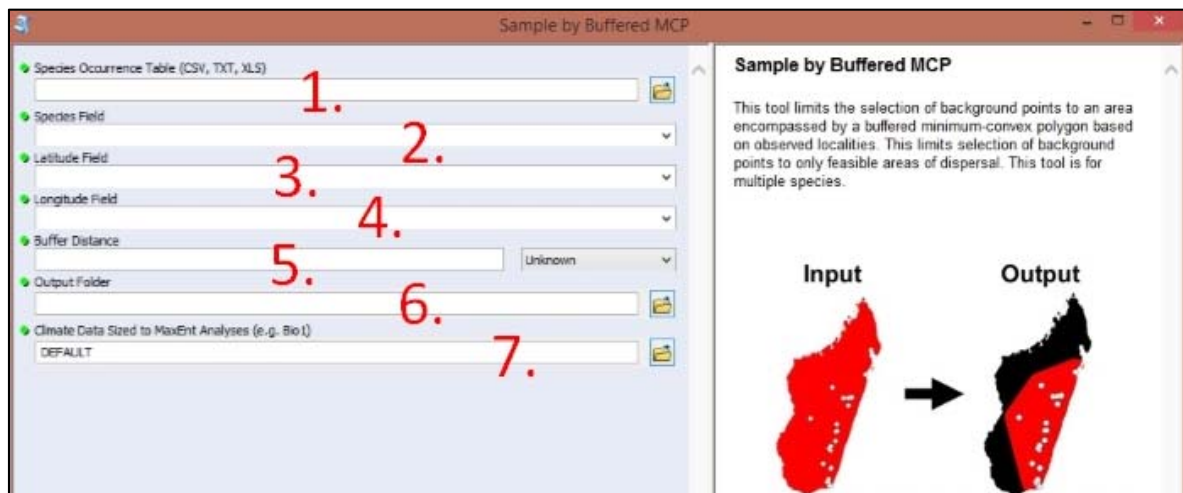 Sample by Buffered MCP
Species Occurrence Table (CSV, TXT, XLS)
1.
Species Field
2.
Latitude Field
3.
Longitude Field
4.
Buffer Distance
5.
Unknown
Output Folder
6.
Climate Data Sized to MaxEnt Analyses (e.g. Bio1)
DEFAULT
7.
Sample by Buffered MCP
This tool limits the selection of background points to an area
encompassed by a buffered minimum-convex polygon based
on observed localities. This limits selection of background
points to only feasible areas of dispersal. This tool is for
multiple species.
Input
Output